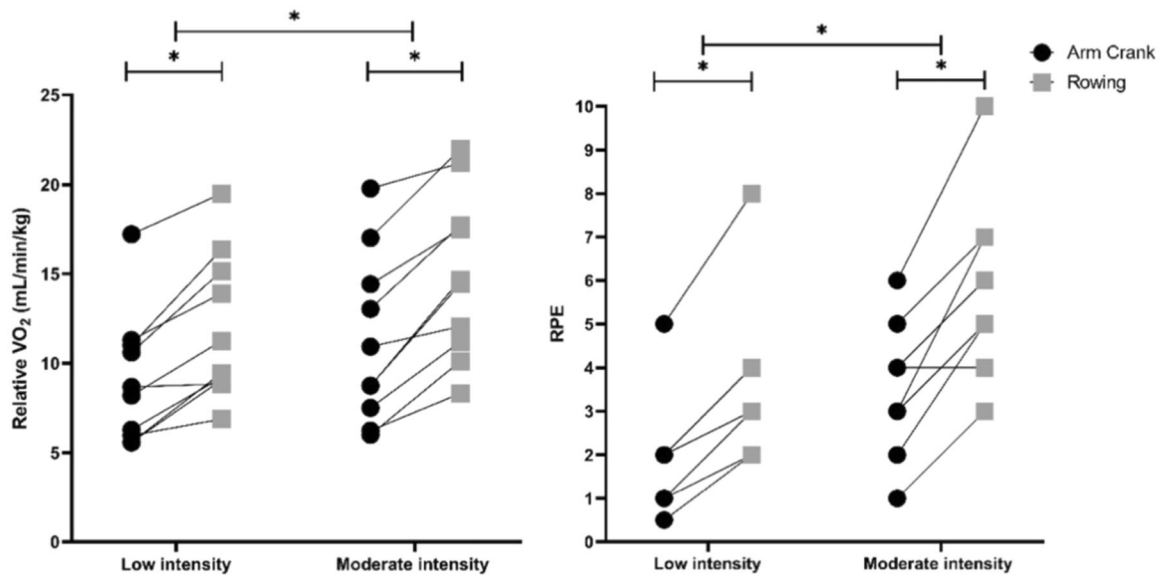 *
*
*
25
20
15
10
5
0
Relative VO₂ (mL/min/kg)
Low intensity
Moderate intensity
*
*
*
10
9
8
7
6
5
4
3
2
1
0
RPE
Low intensity
Moderate intensity
Arm Crank
Rowing